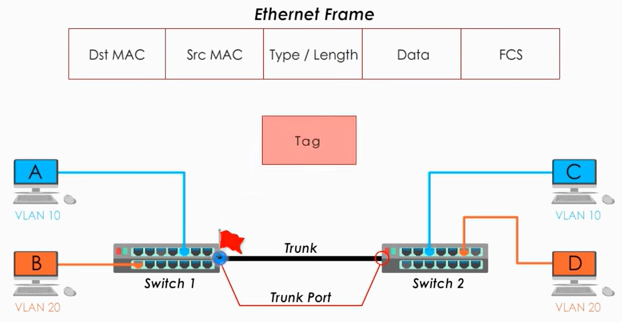 Ethernet Frame
Dst MAC
Src MAC
Type / Length
Data
FCS
Tag
A
VLAN 10
C
VLAN 10
Trunk
B
VLAN 20
Switch 1
Trunk Port
Switch 2
D
VLAN 20